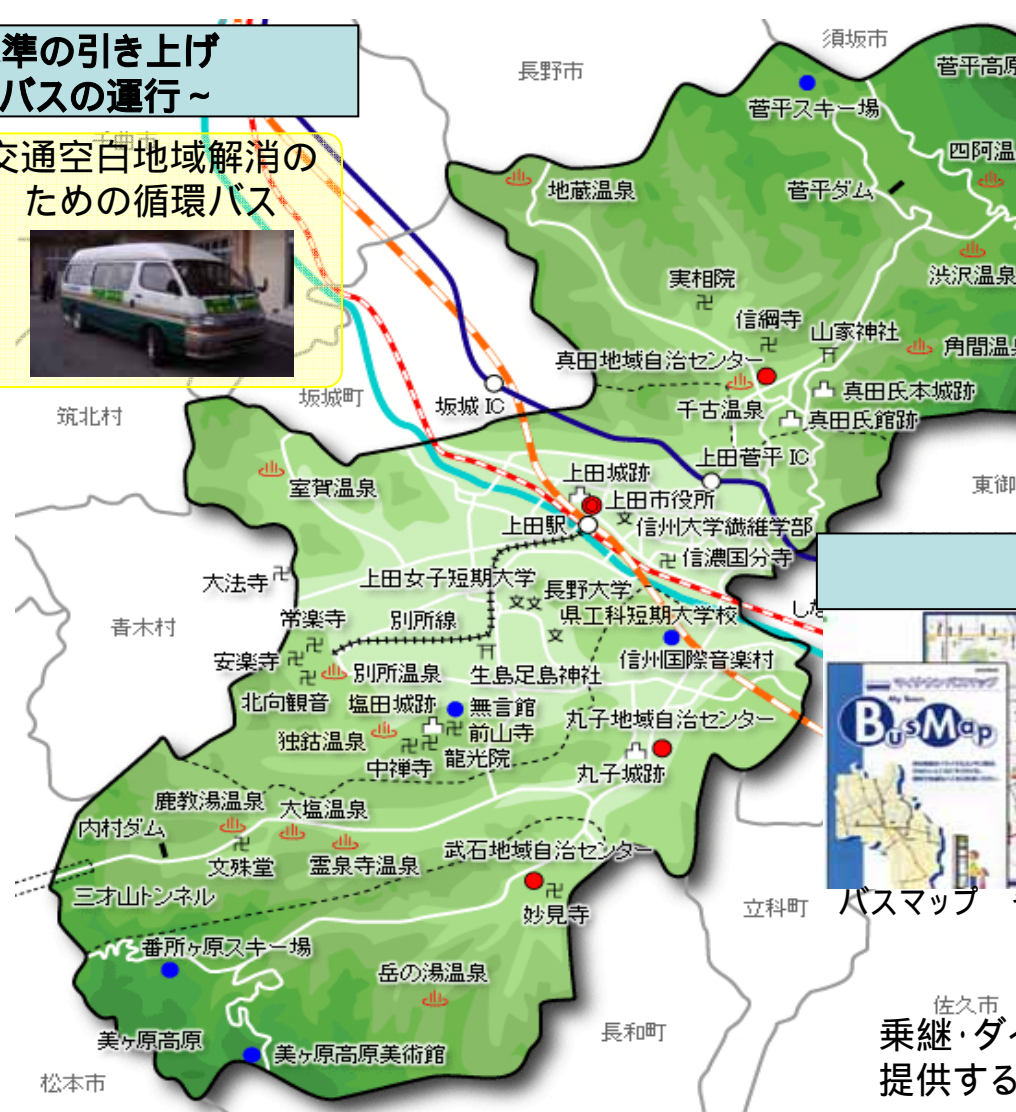 準の引き上げ
バスの運行~
交通空白地域解消の
ための循環バス
千曲市
長野市
須坂市
菅平高原
菅平スキー場
四阿温
地蔵温泉
菅平ダム
渋沢温泉
実相院
信綱寺
山家神社
角間温泉
真田地域自治センター
千古温泉
真田氏本城跡
真田氏館跡
坂城町
坂城IC
筑北村
上田菅平IC
東御
室賀温泉
上田城跡
上田市役所
上田駅
信州大学繊維学部
信濃国分寺
大法寺
上田女子短期大学
長野大学
県工科短期大学校
しな
青木村
常楽寺
別所線
安楽寺
別所温泉
生島足島神社
信州国際音楽村
北向観音
塩田城跡
無言館
丸子地域自治センター
独鈷温泉
前山寺
中禅寺
龍光院
丸子城跡
BusMap
鹿教湯温泉
大塩温泉
内村ダム
文殊堂
霊泉寺温泉
武石地域自治センター
三才山トンネル
妙見寺
立科町
バスマップ
番所ヶ原スキー場
岳の湯温泉
佐久市
美ヶ原高原
長和町
美ヶ原高原美術館
松本市
乗継・ダイ
提供する